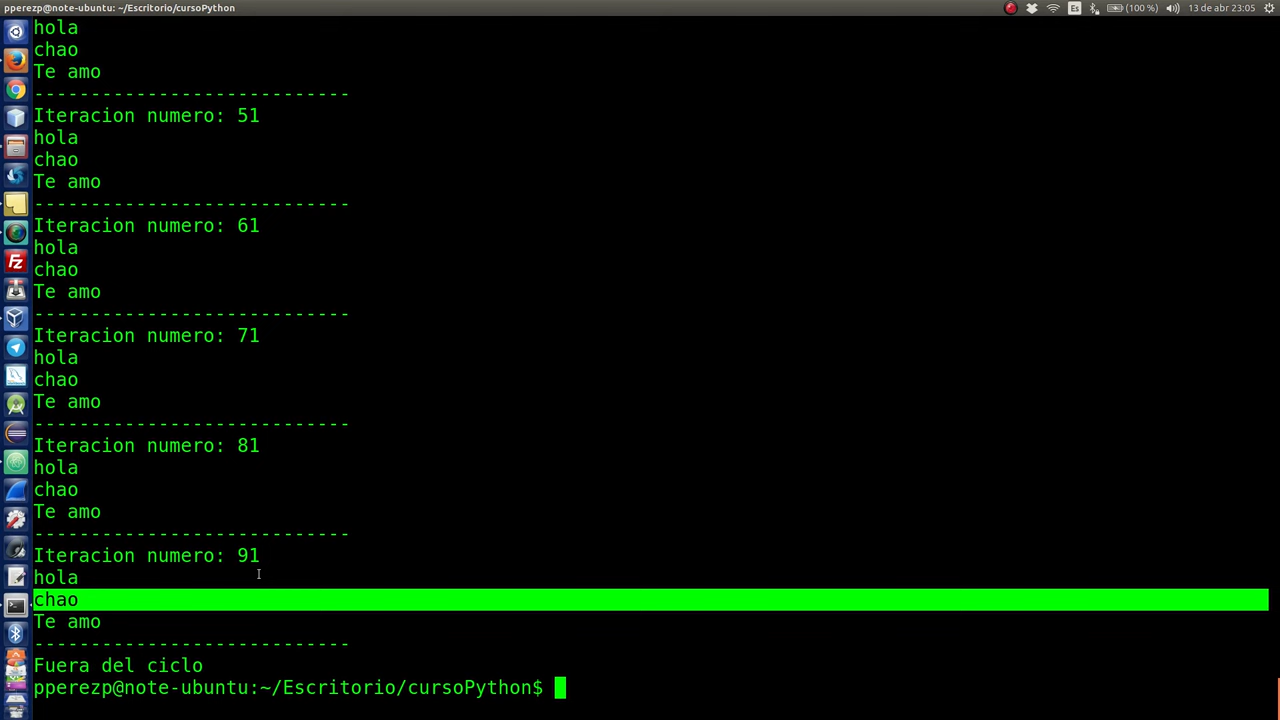 pperezp@note-ubuntu: ~/Escritorio/cursoPython
Es
(100 %)
13 de abr 23:05
hola
chao
Te amo
---------------------------
Iteracion numero: 51
hola
chao
Te amo
---------------------------
Iteracion numero: 61
hola
chao
Te amo
---------------------------
Iteracion numero: 71
hola
chao
Te amo
---------------------------
Iteracion numero: 81
hola
chao
Te amo
---------------------------
Iteracion numero: 91
hola
chao
Te amo
---------------------------
Fuera del ciclo
pperezp@note-ubuntu:~/Escritorio/cursoPython$